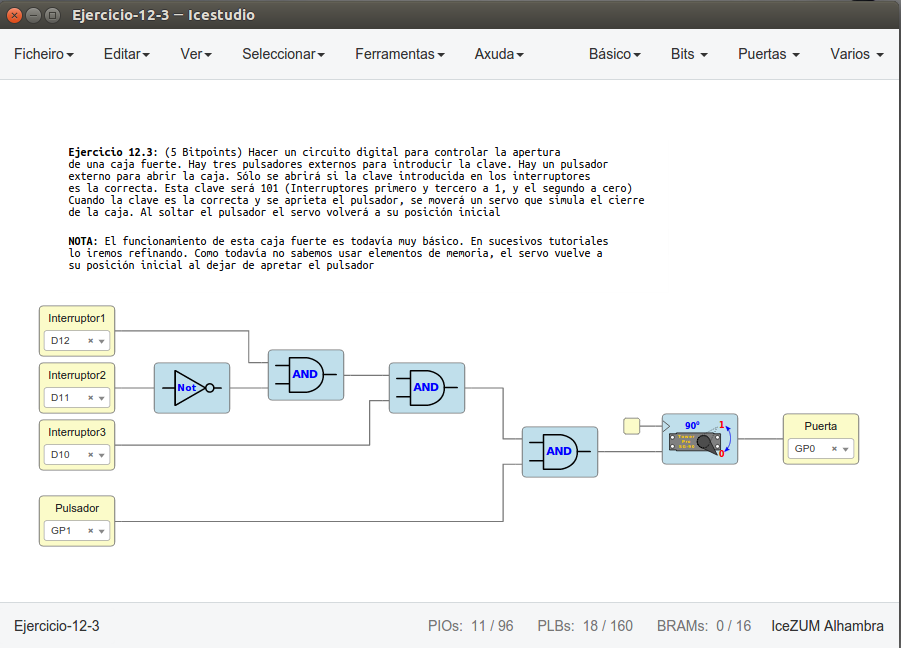 Ejercicio-12-3 — Icestudio
Ficheiro Editar Ver Seleccionar Ferramentas Axuda Básico Bits Puertas Varios
Ejercicio 12.3: (5 Bitpoints) Hacer un circuito digital para controlar la apertura
de una caja fuerte. Hay tres pulsadores externos para introducir la clave. Hay un pulsador
externo para abrir la caja. Sólo se abrirá si la clave introducida en los interruptores
es la correcta. Esta clave será 101 (Interruptores primero y tercero a 1, y el segundo a cero)
Cuando la clave es la correcta y se aprieta el pulsador, se moverá un servo que simula el cierre
de la caja. Al soltar el pulsador el servo volverá a su posición inicial
NOTA: El funcionamiento de esta caja fuerte es todavía muy básico. En sucesivos tutoriales
lo iremos refinando. Como todavía no sabemos usar elementos de memoria, el servo vuelve a
su posición inicial al dejar de apretar el pulsador
Interruptor1
D12
Interruptor2
D11
Not
AND
AND
Interruptor3
D10
AND
90º
1
Tower
Pro
0
Puerta
GP0
Pulsador
GP1
Ejercicio-12-3 PIOs: 11 / 96 PLBs: 18 / 160 BRAMs: 0 / 16 IceZUM Alhambra